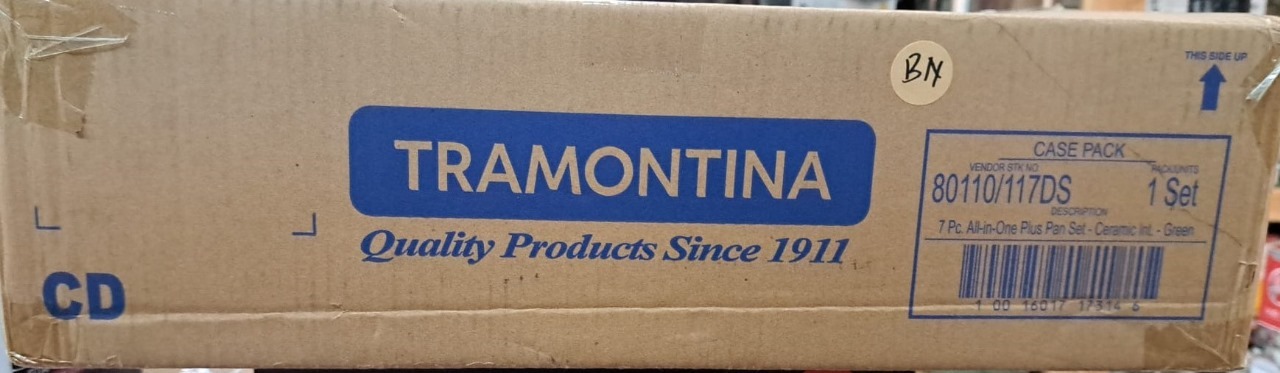 BN
THIS SIDE UP
TRAMONTINA
Quality Products Since 1911
CD
CASE PACK
VENDOR STK NO PACK/UNITS
80110/117DS 1 Set
DESCRIPTION
7 Pc. All-in-One Plus Pan Set - Ceramic Int. - Green
1 00 16017 17314 6